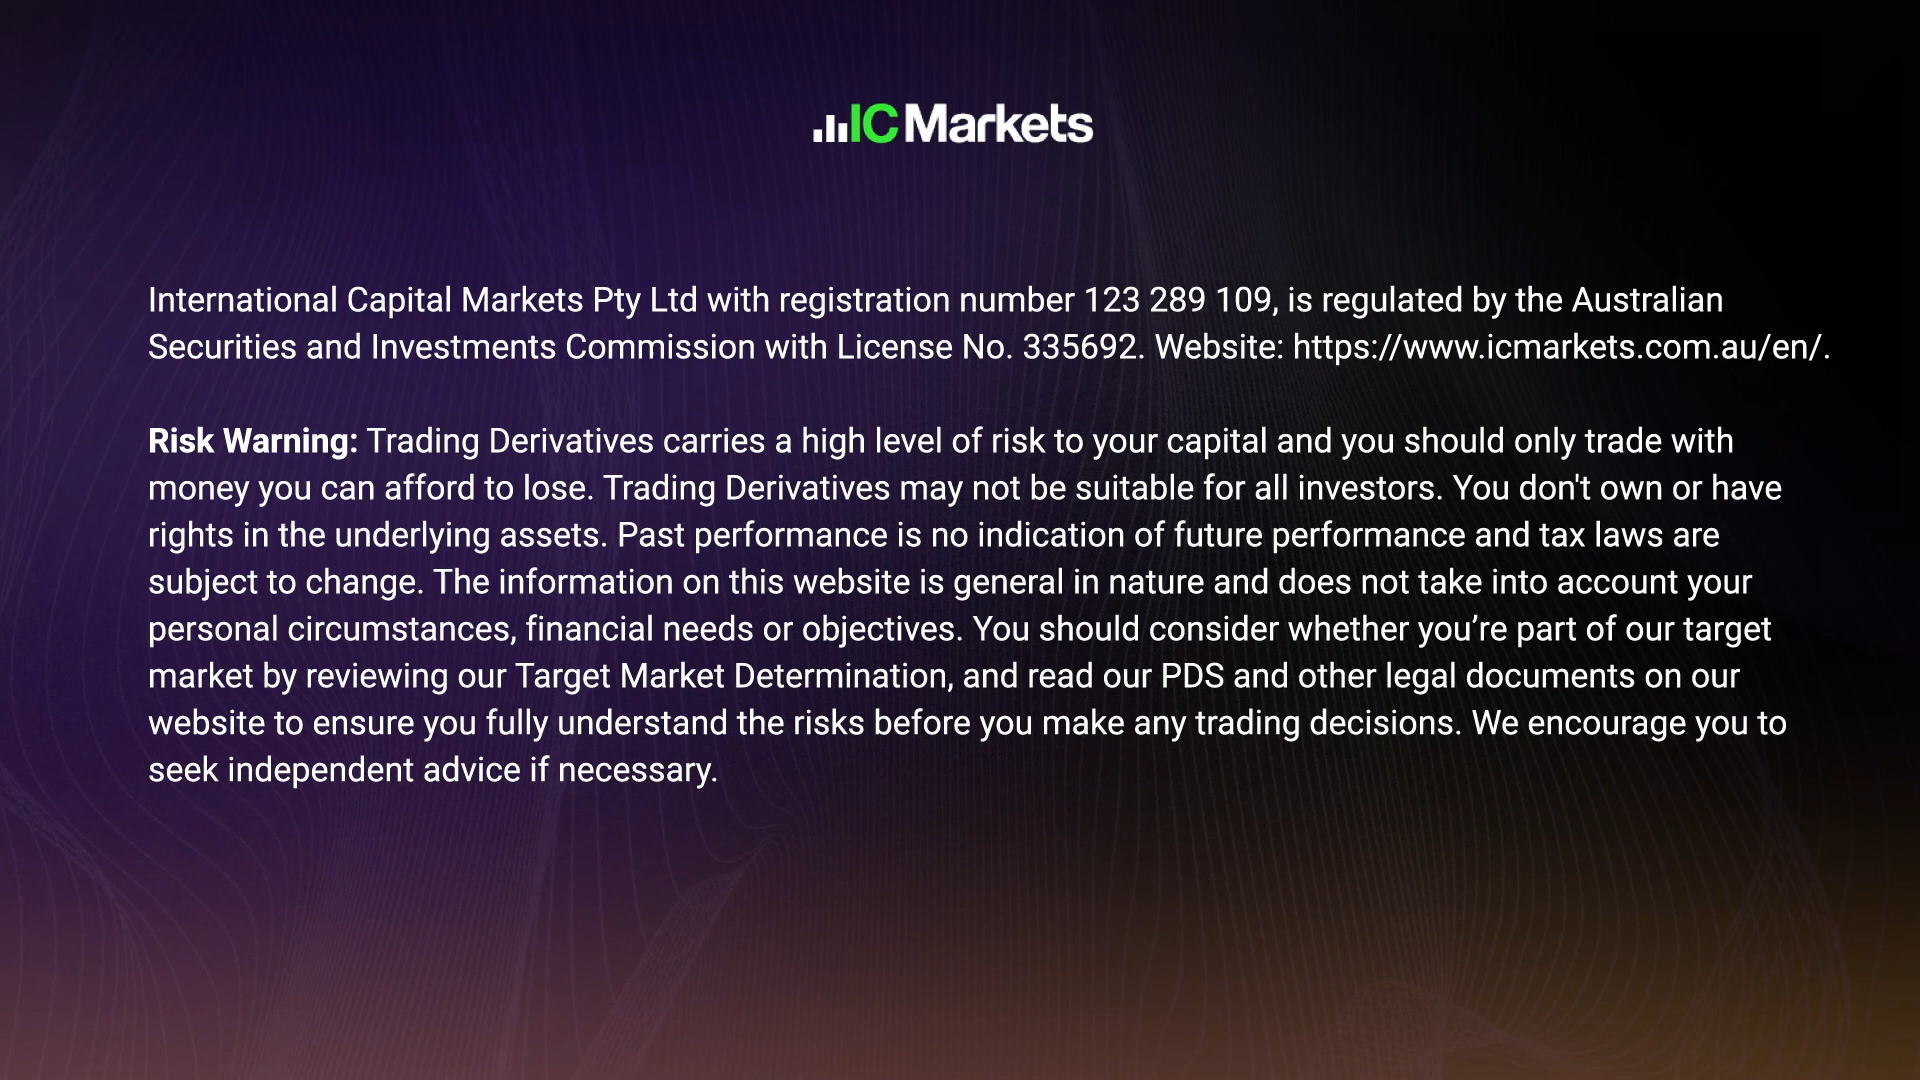 IC Markets
International Capital Markets Pty Ltd with registration number 123 289 109, is regulated by the Australian
Securities and Investments Commission with License No. 335692. Website: https://www.icmarkets.com.au/en/.
Risk Warning: Trading Derivatives carries a high level of risk to your capital and you should only trade with
money you can afford to lose. Trading Derivatives may not be suitable for all investors. You don't own or have
rights in the underlying assets. Past performance is no indication of future performance and tax laws are
subject to change. The information on this website is general in nature and does not take into account your
personal circumstances, financial needs or objectives. You should consider whether you’re part of our target
market by reviewing our Target Market Determination, and read our PDS and other legal documents on our
website to ensure you fully understand the risks before you make any trading decisions. We encourage you to
seek independent advice if necessary.